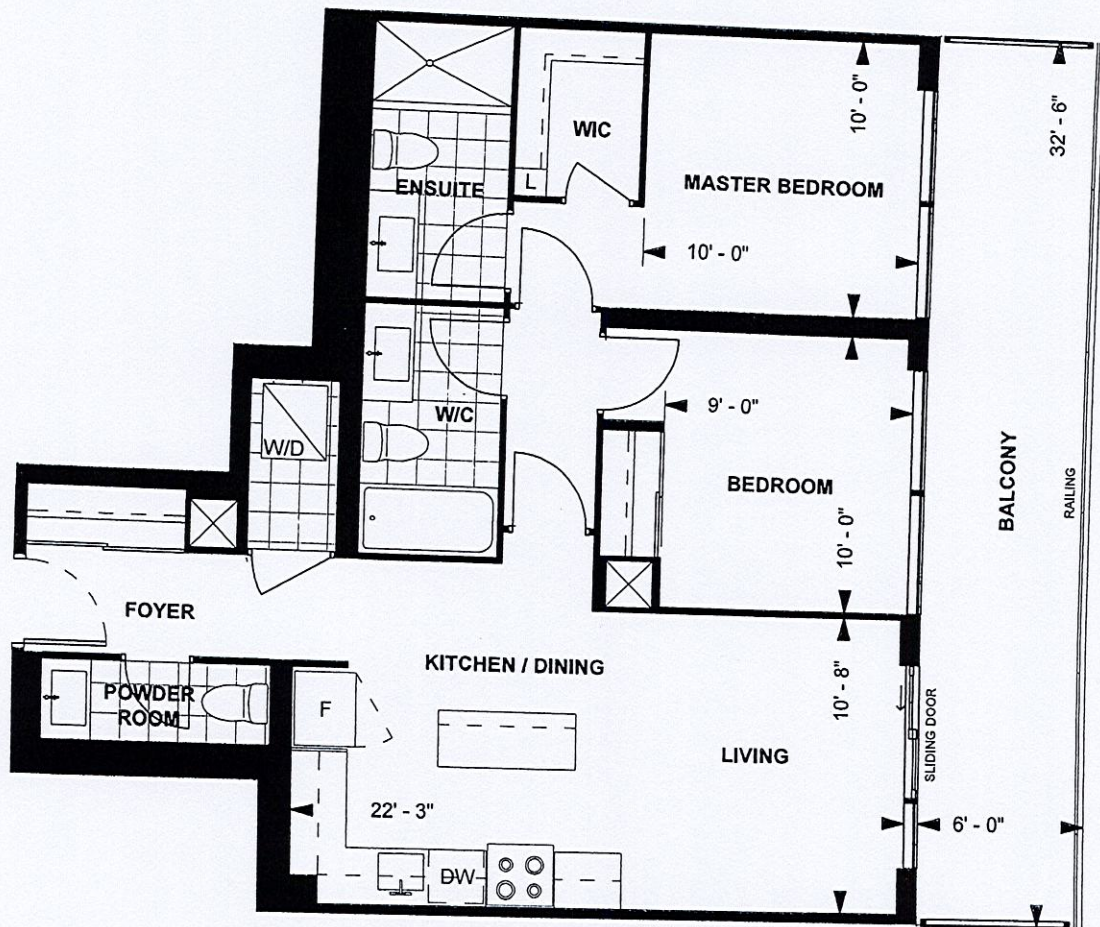 10' - 0"
32' - 6"
WIC
L
ENSUITE
MASTER BEDROOM
10' - 0"
W/C
W/D
9' - 0"
BEDROOM
10' - 0"
BALCONY
RAILING
FOYER
POWDER
ROOM
F
KITCHEN / DINING
10' - 8"
LIVING
SLIDING DOOR
22' - 3"
6' - 0"
DW